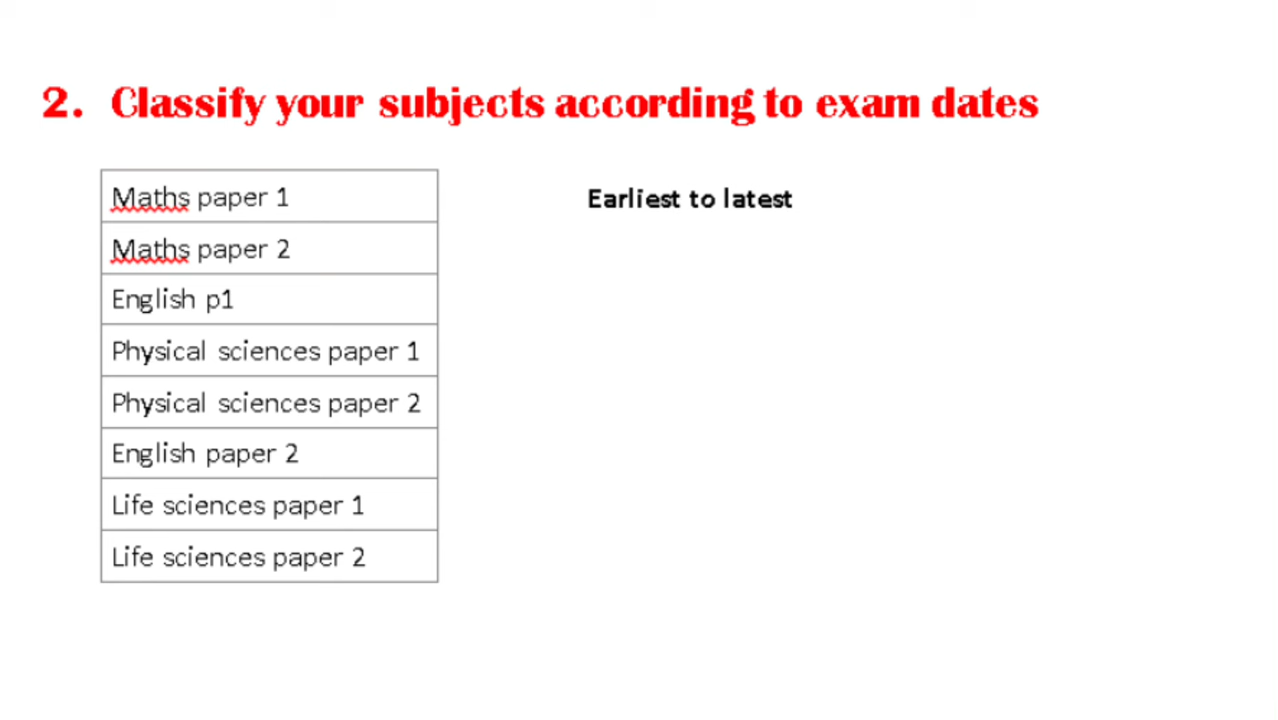 2. Classify your subjects according to exam dates
Maths paper 1
Earliest to latest
Maths paper 2
English p1
Physical sciences paper 1
Physical sciences paper 2
English paper 2
Life sciences paper 1
Life sciences paper 2